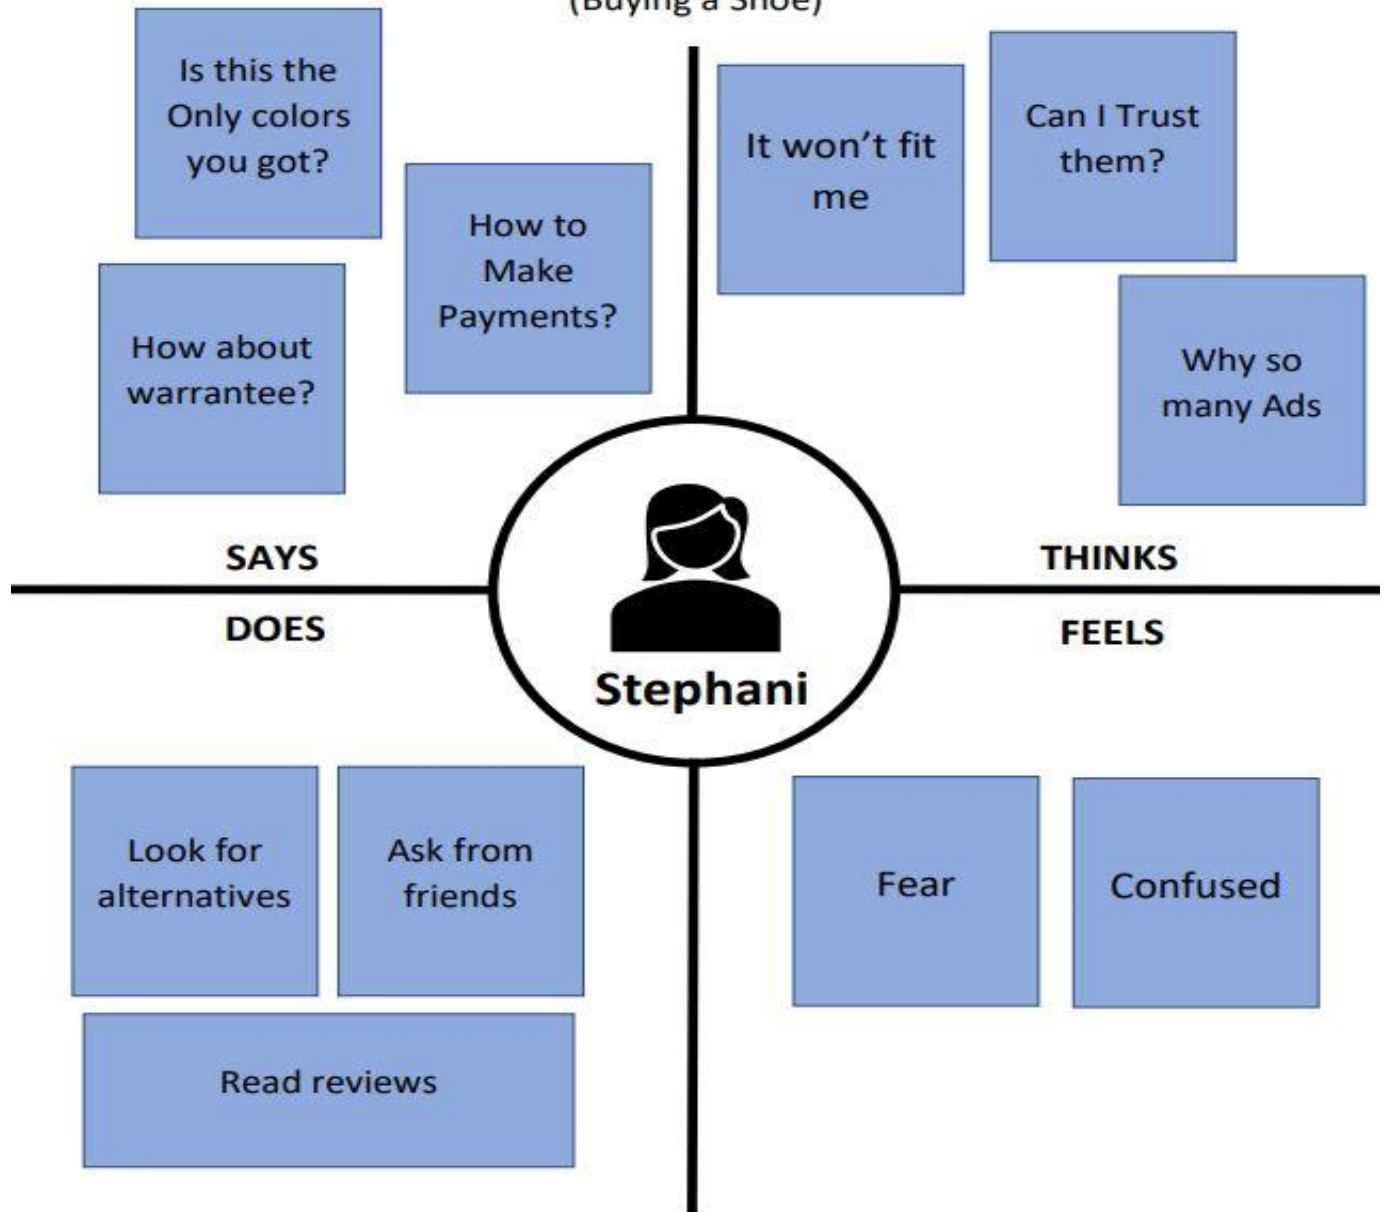 (Buying a Shoe)
Is this the
Only colors
you got?
How to
Make
Payments?
How about
warrantee?
It won’t fit
me
Can I Trust
them?
Why so
many Ads
SAYS
THINKS
DOES
FEELS
Stephani
Look for
alternatives
Ask from
friends
Read reviews
Fear
Confused